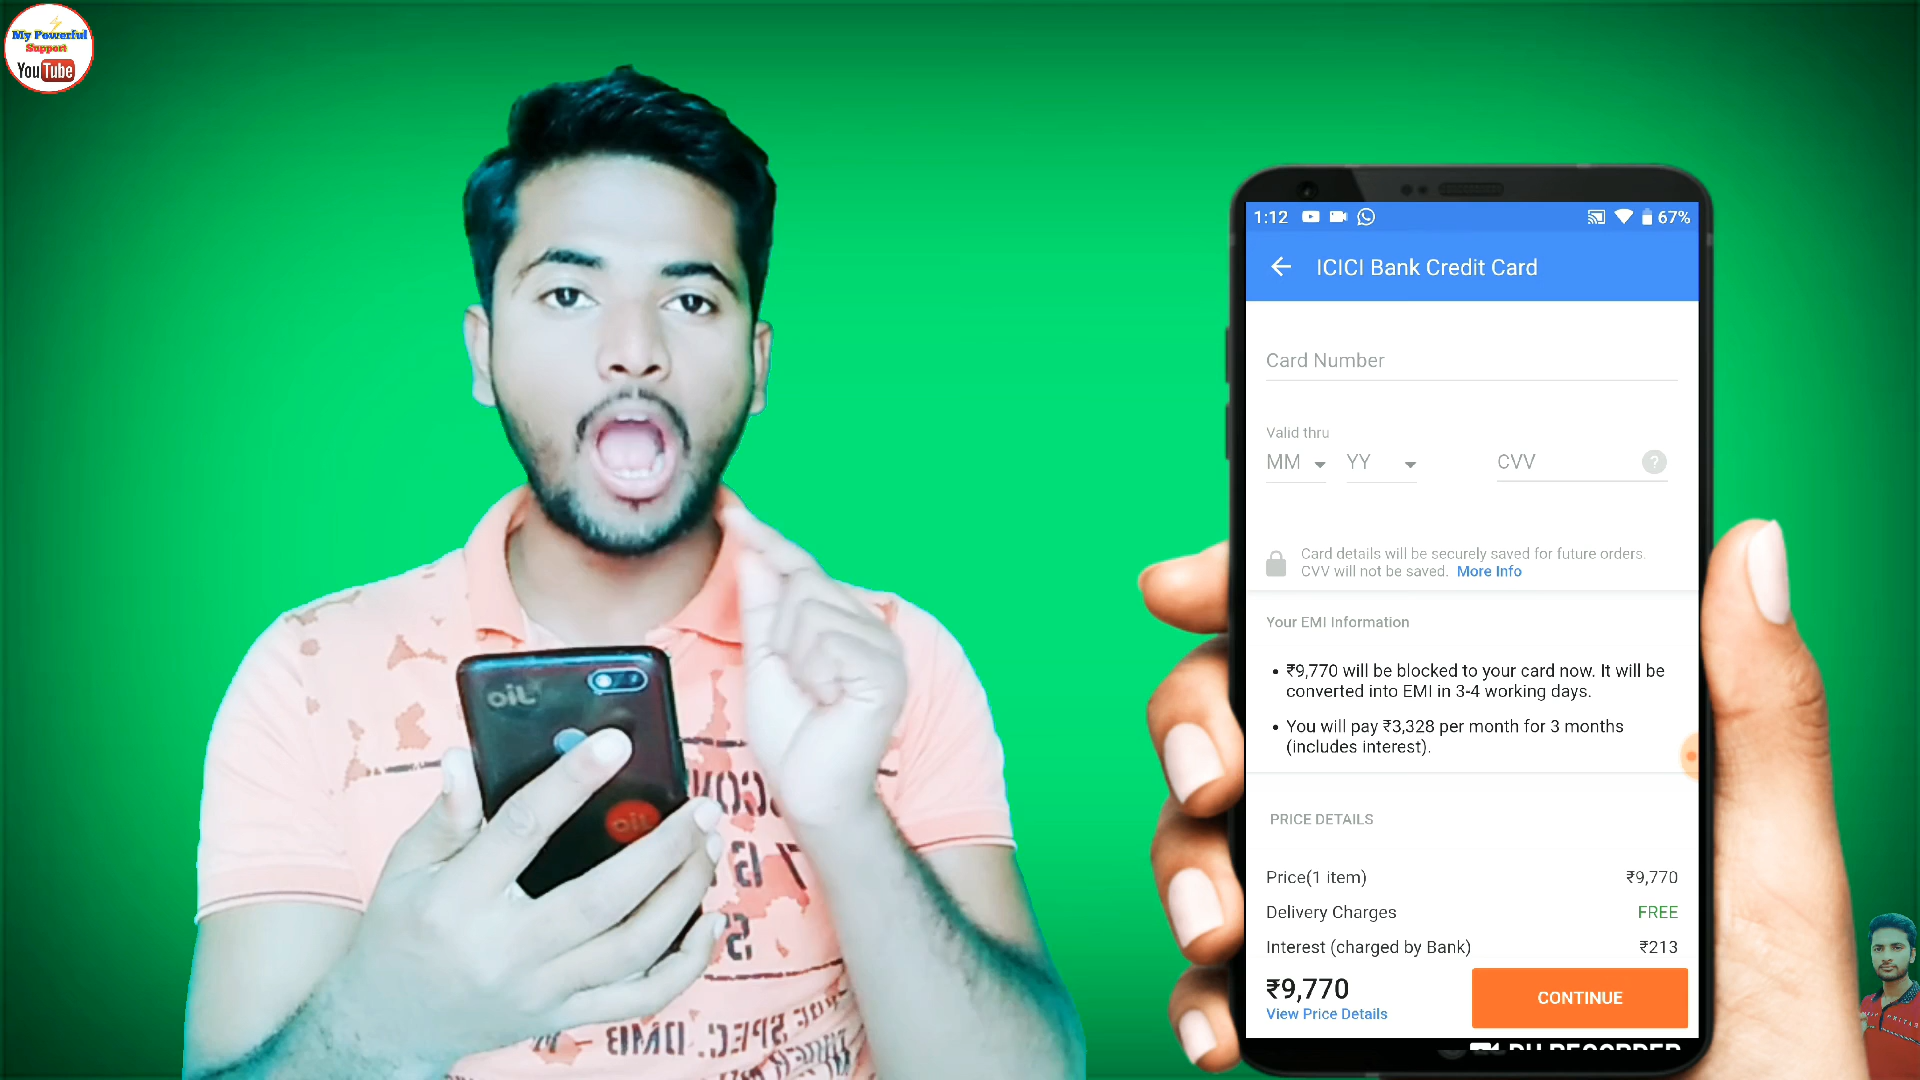 My Powerful
Support
YouTube
1:12
67%
ICICI Bank Credit Card
Card Number
Valid thru
MM YY CVV ?
Card details will be securely saved for future orders.
CVV will not be saved. More Info
Your EMI Information
• ₹9,770 will be blocked to your card now. It will be
converted into EMI in 3-4 working days.
• You will pay ₹3,328 per month for 3 months
(includes interest).
PRICE DETAILS
Price(1 item) ₹9,770
Delivery Charges FREE
Interest (charged by Bank) ₹213
₹9,770
View Price Details
CONTINUE
Jio
Jio